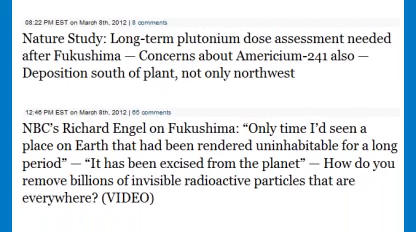 08:22 PM EST on March 8th, 2012 | 8 comments
Nature Study: Long-term plutonium dose assessment needed
after Fukushima — Concerns about Americium-241 also —
Deposition south of plant, not only northwest
12:46 PM EST on March 8th, 2012 | 66 comments
NBC’s Richard Engel on Fukushima: “Only time I’d seen a
place on Earth that had been rendered uninhabitable for a long
period” — “It has been excised from the planet” — How do you
remove billions of invisible radioactive particles that are
everywhere? (VIDEO)